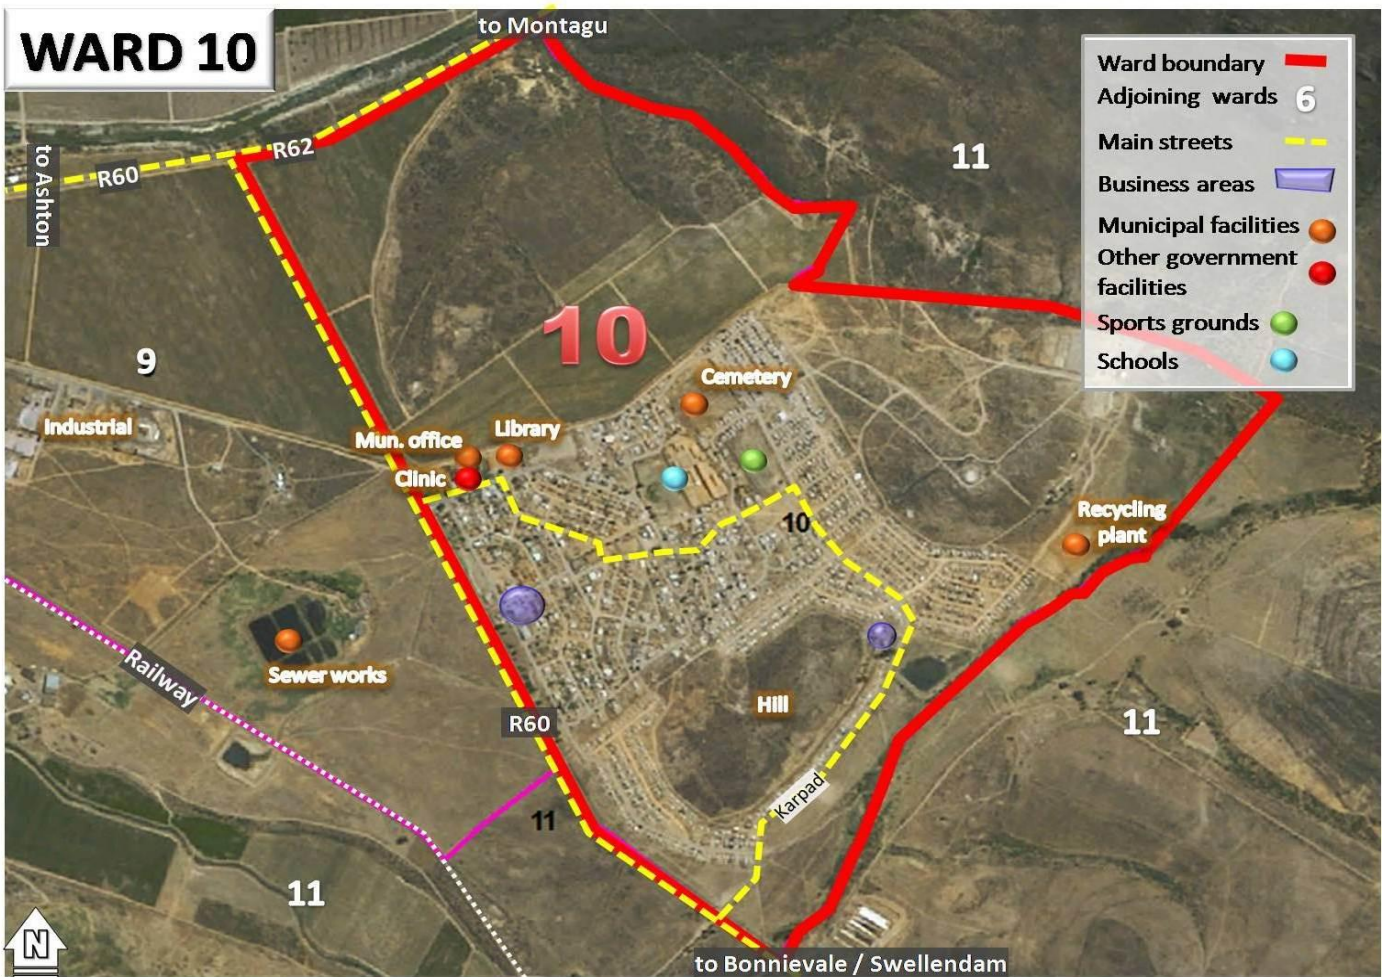 WARD 10
to Montagu
Ward boundary
Adjoining wards 6
Main streets
Business areas
Municipal facilities
Other government
facilities
Sports grounds
Schools
R62
to Ashton
R60
11
10
9
Industrial
Cemetery
Mun. office
Library
Clinic
10
Recycling
plant
Sewer works
Railway
Hill
R60
11
Karpad
11
11
N
to Bonnievale / Swellendam